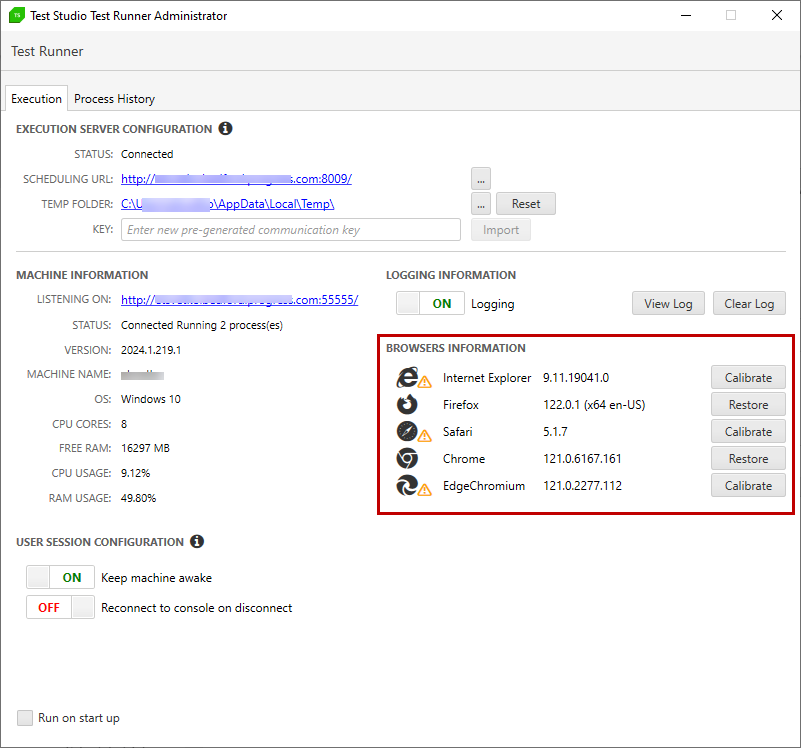 Test Studio Test Runner Administrator
Test Runner
Execution Process History
EXECUTION SERVER CONFIGURATION
STATUS: Connected
SCHEDULING URL: http:// .com:8009/ ...
TEMP FOLDER: C:\U \AppData\Local\Temp\ ... Reset
KEY: Enter new pre-generated communication key Import
MACHINE INFORMATION
LISTENING ON: http:// .com:55555/
STATUS: Connected Running 2 process(es)
VERSION: 2024.1.219.1
MACHINE NAME:
OS: Windows 10
CPU CORES: 8
FREE RAM: 16297 MB
CPU USAGE: 9.12%
RAM USAGE: 49.80%
LOGGING INFORMATION
ON Logging View Log Clear Log
BROWSERS INFORMATION
Internet Explorer 9.11.19041.0 Calibrate
Firefox 122.0.1 (x64 en-US) Restore
Safari 5.1.7 Calibrate
Chrome 121.0.6167.161 Restore
EdgeChromium 121.0.2277.112 Calibrate
USER SESSION CONFIGURATION
ON Keep machine awake
OFF Reconnect to console on disconnect
Run on start up